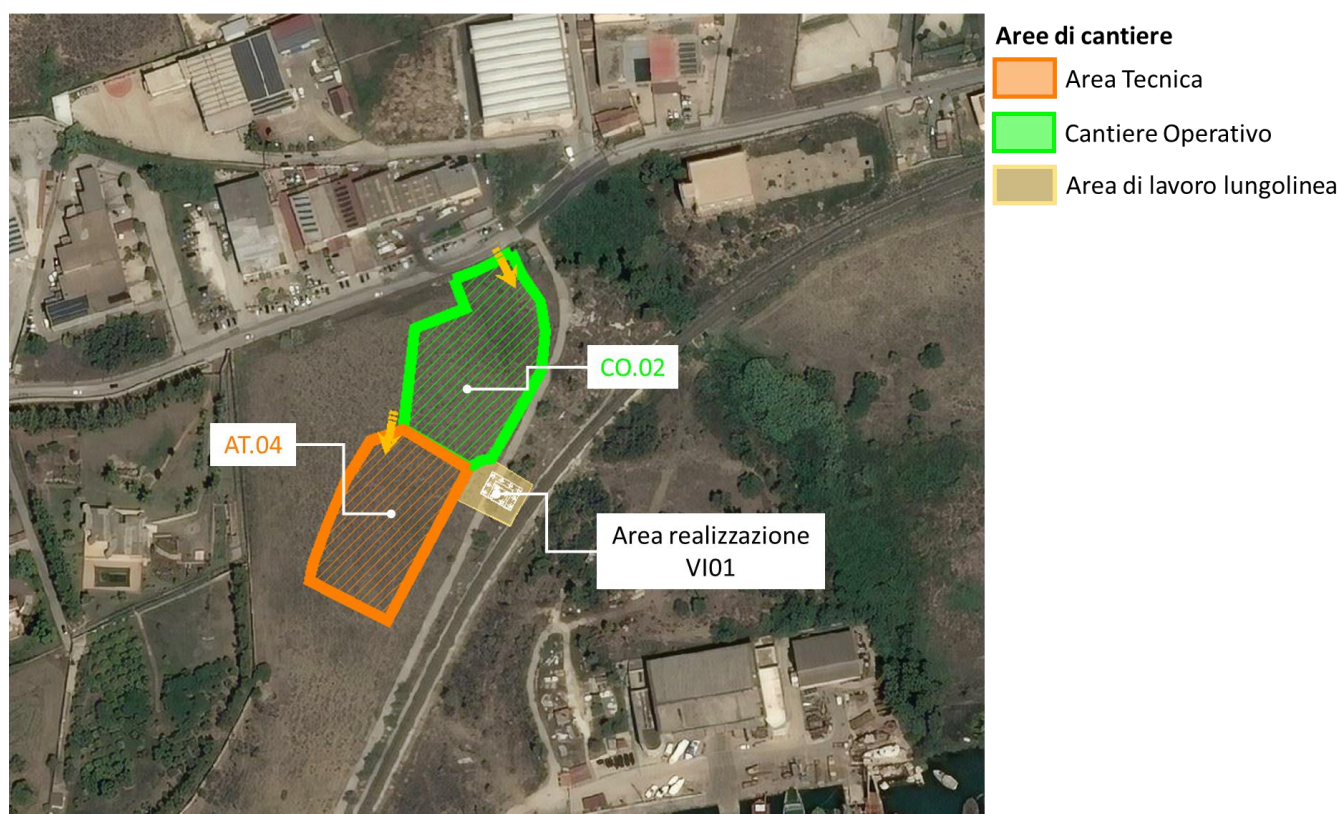 Aree di cantiere
Area Tecnica
Cantiere Operativo
Area di lavoro lungolinea
CO.02
AT.04
Area realizzazione
VI01